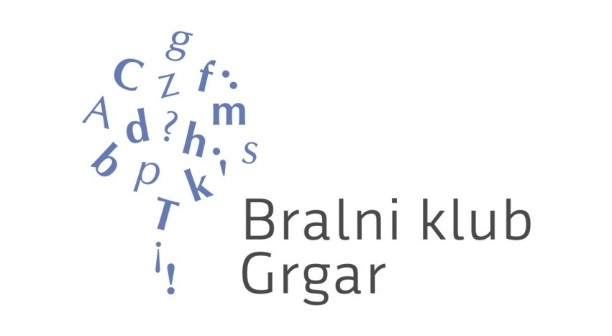 g
C z f :
A d ? h m
b p k ; s
T
i !
Bralni klub
Grgar